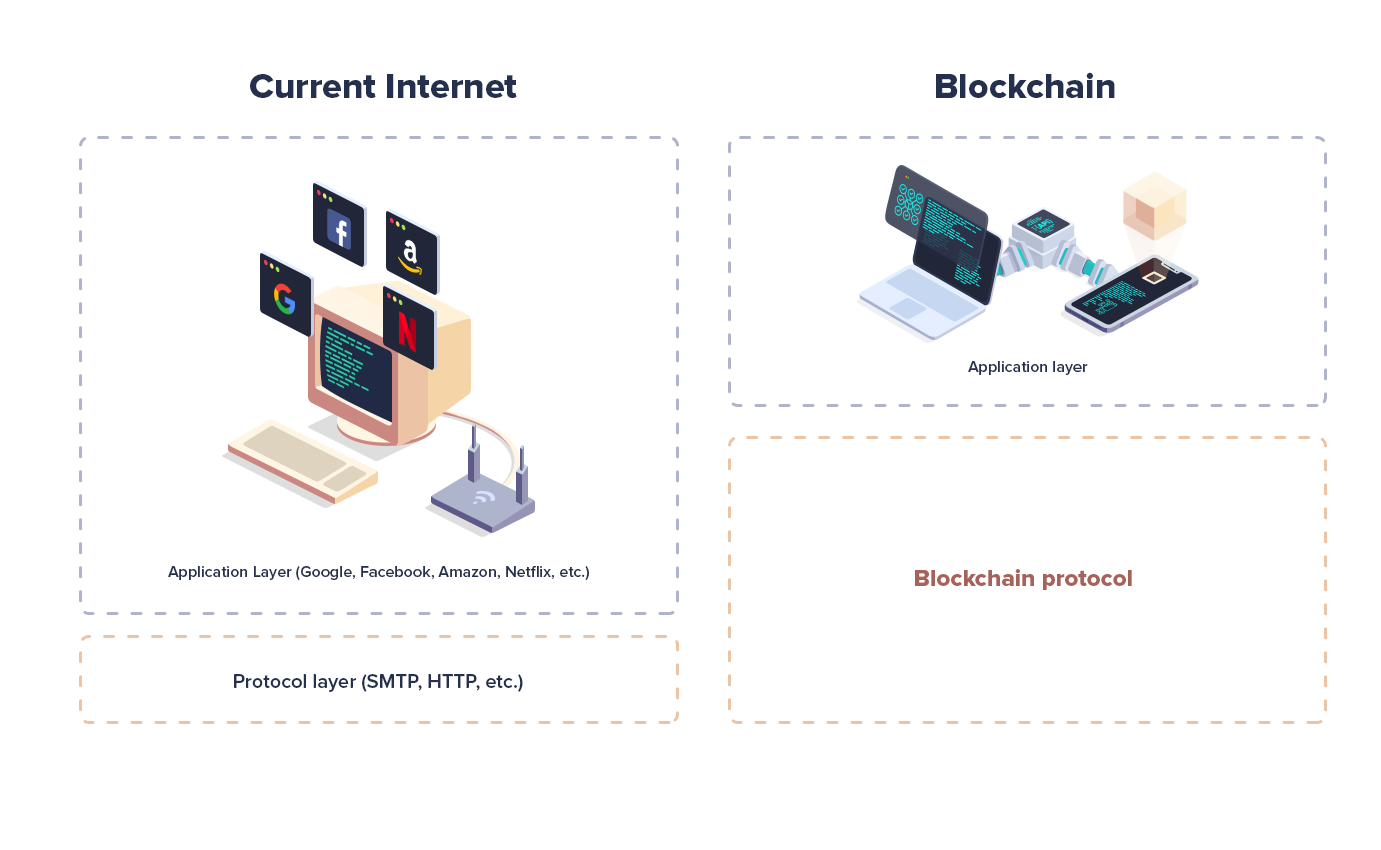 Current Internet
Application Layer (Google, Facebook, Amazon, Netflix, etc.)
Protocol layer (SMTP, HTTP, etc.)
Blockchain
Application layer
Blockchain protocol